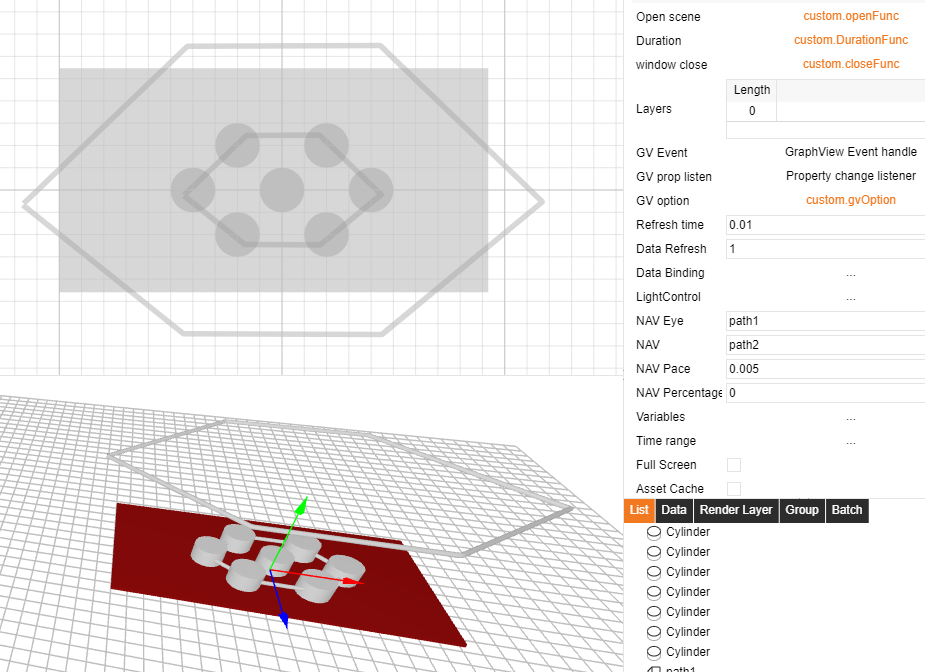 Open scene custom.openFunc
Duration custom.DurationFunc
window close custom.closeFunc
Length
Layers 0
GV Event GraphView Event handle
GV prop listen Property change listener
GV option custom.gvOption
Refresh time 0.01
Data Refresh 1
Data Binding ...
LightControl ...
NAV Eye path1
NAV path2
NAV Pace 0.005
NAV Percentage 0
Variables ...
Time range ...
Full Screen
Asset Cache
List Data Render Layer Group Batch
Cylinder
Cylinder
Cylinder
Cylinder
Cylinder
Cylinder
Cylinder
path1